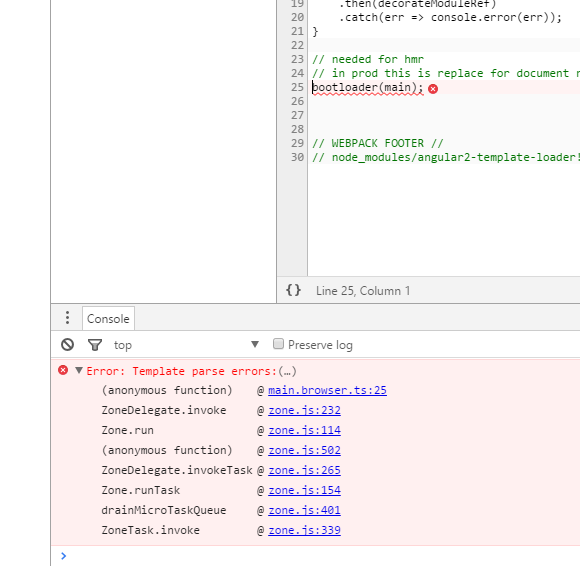 19 .then(decorateModuleRef)
20 .catch(err => console.error(err));
21 }
22
23 // needed for hmr
24 // in prod this is replace for document
25 bootloader(main);
26
27
28
29 // WEBPACK FOOTER //
30 // node_modules/angular2-template-loader!
{} Line 25, Column 1
Console
top Preserve log
Error: Template parse errors:(…)
(anonymous function) @ main.browser.ts:25
ZoneDelegate.invoke @ zone.js:232
Zone.run @ zone.js:114
(anonymous function) @ zone.js:502
ZoneDelegate.invokeTask @ zone.js:265
Zone.runTask @ zone.js:154
drainMicroTaskQueue @ zone.js:401
ZoneTask.invoke @ zone.js:339
>